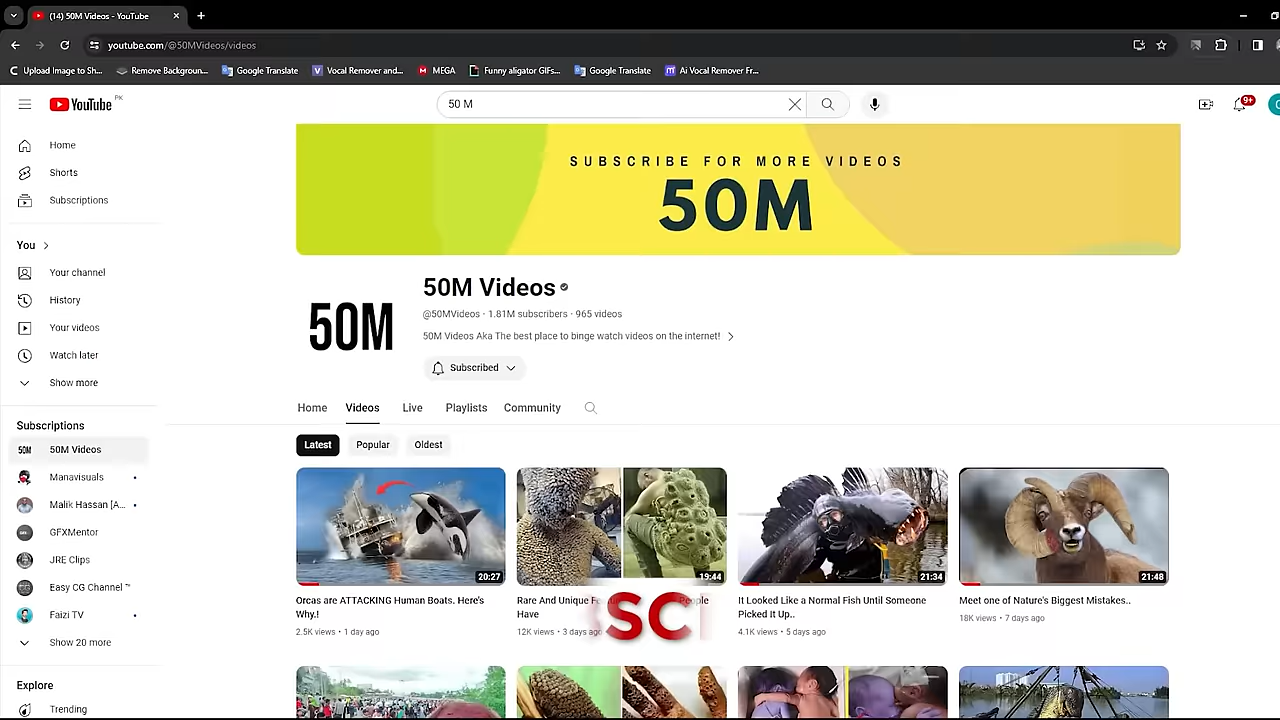 (14) 50M Videos - YouTube
youtube.com/@50MVideos/videos
Upload Image to Sh...
Remove Backgroun...
Google Translate
Vocal Remover and...
MEGA
Funny aligator GIFs...
Google Translate
Ai Vocal Remover Fr...
YouTube PK
50 M
9+
Home
Shorts
Subscriptions
You
Your channel
History
Your videos
Watch later
Show more
Subscriptions
50M 50M Videos
Manavisuals
Malik Hassan [A...
GFXMentor
JRE Clips
Easy CG Channel ™
Faizi TV
Show 20 more
Explore
Trending
SUBSCRIBE FOR MORE VIDEOS
50M
50M
50M Videos
@50MVideos · 1.81M subscribers · 965 videos
50M Videos Aka The best place to binge watch videos on the internet!
Subscribed
Home Videos Live Playlists Community
Latest Popular Oldest
20:27
Orcas are ATTACKING Human Boats. Here's
Why.!
2.5K views · 1 day ago
19:44
Rare And Unique People
Have
12K views · 3 days ago
SC
21:34
It Looked Like a Normal Fish Until Someone
Picked It Up..
4.1K views · 5 days ago
21:48
Meet one of Nature's Biggest Mistakes..
18K views · 7 days ago